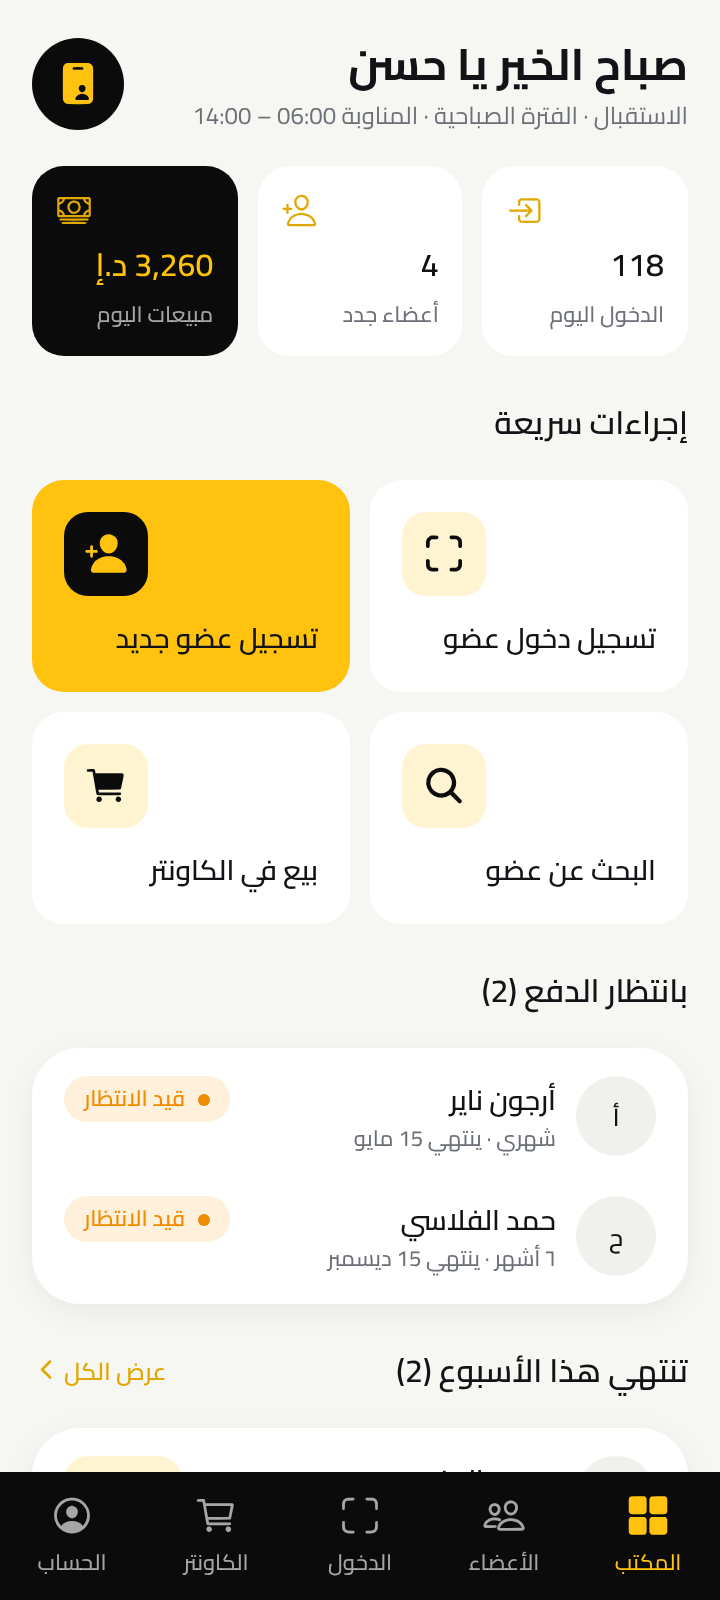 صباح الخير يا حسن
الاستقبال · الفترة الصباحية · المناوبة 06:00 – 14:00
118
الدخول اليوم
4
أعضاء جدد
3,260 د.إ
مبيعات اليوم
إجراءات سريعة
تسجيل دخول عضو
تسجيل عضو جديد
البحث عن عضو
بيع في الكاونتر
بانتظار الدفع (2)
أ
أرجون ناير
شهري · ينتهي 15 مايو
قيد الانتظار
ح
حمد الفلاسي
٦ أشهر · ينتهي 15 ديسمبر
قيد الانتظار
تنتهي هذا الأسبوع (2)
عرض الكل
المكتب
الأعضاء
الدخول
الكاونتر
الحساب